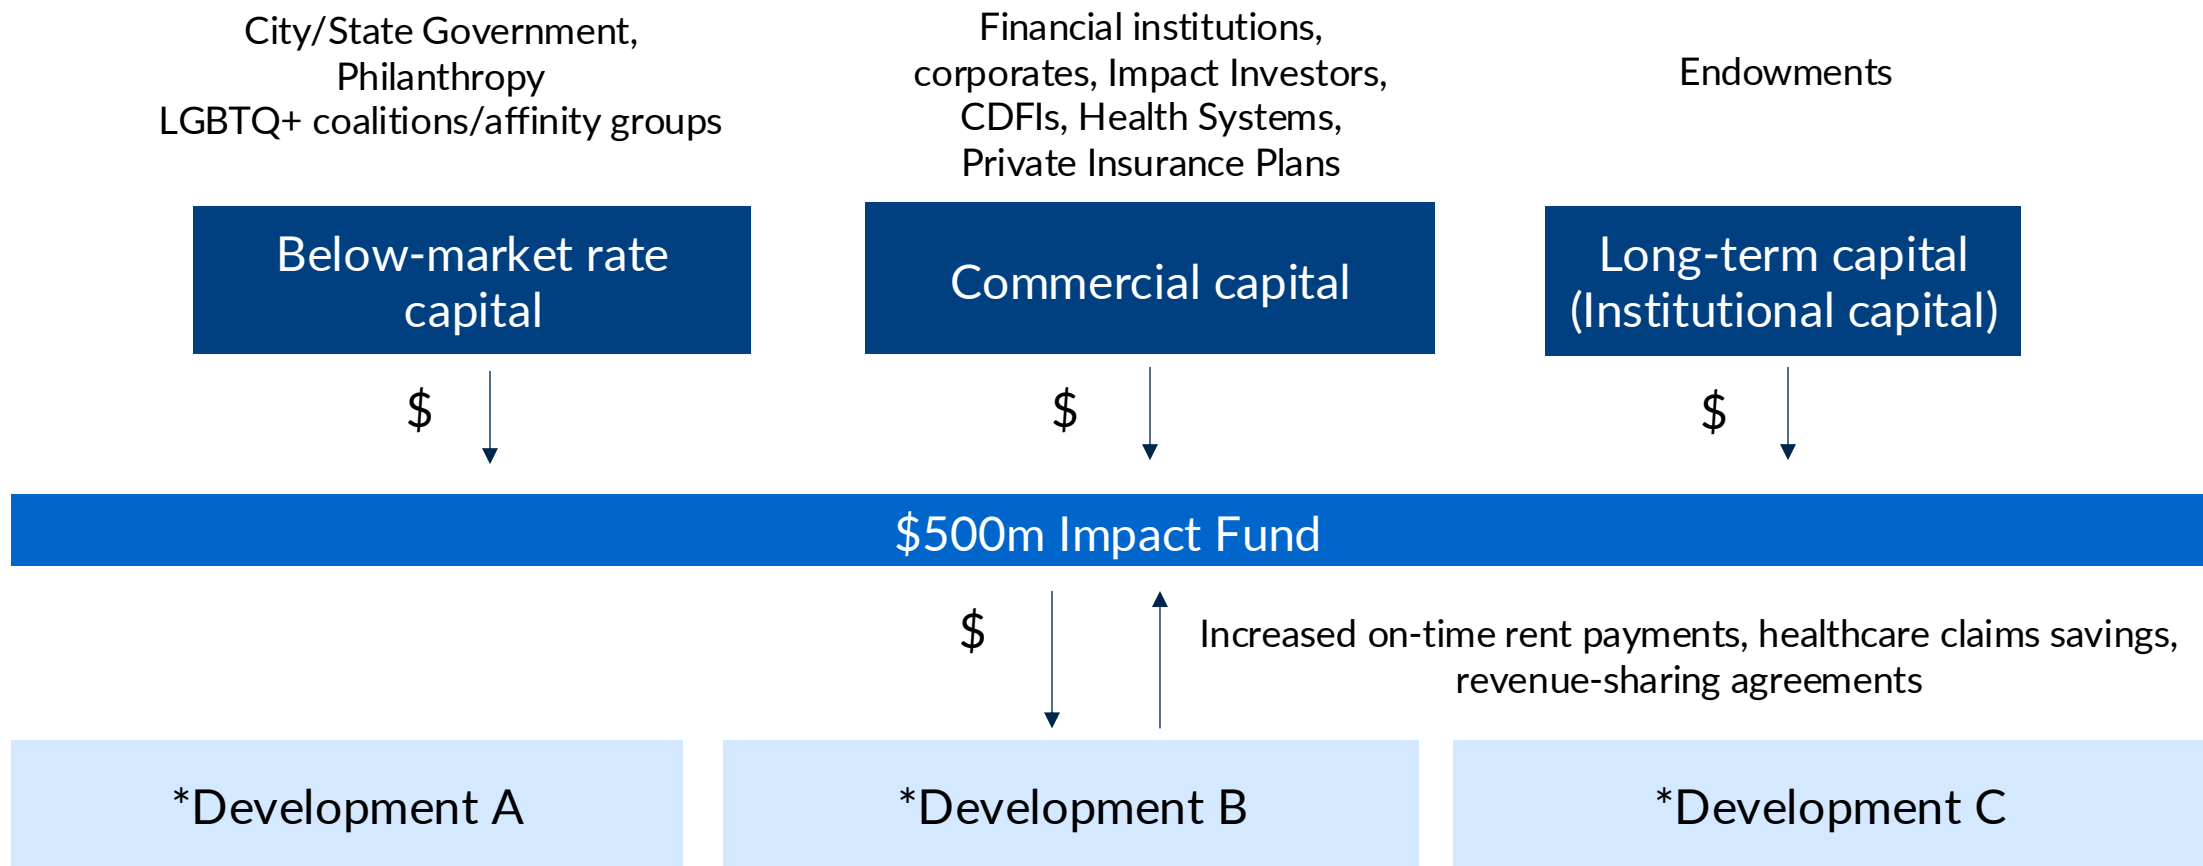 City/State Government,
Philanthropy
LGBTQ+ coalitions/affinity groups
Financial institutions,
corporates, Impact Investors,
CDFIs, Health Systems,
Private Insurance Plans
Endowments
Below-market rate
capital
Commercial capital
Long-term capital
(Institutional capital)
$
$
$
$500m Impact Fund
$
Increased on-time rent payments, healthcare claims savings,
revenue-sharing agreements
*Development A
*Development B
*Development C